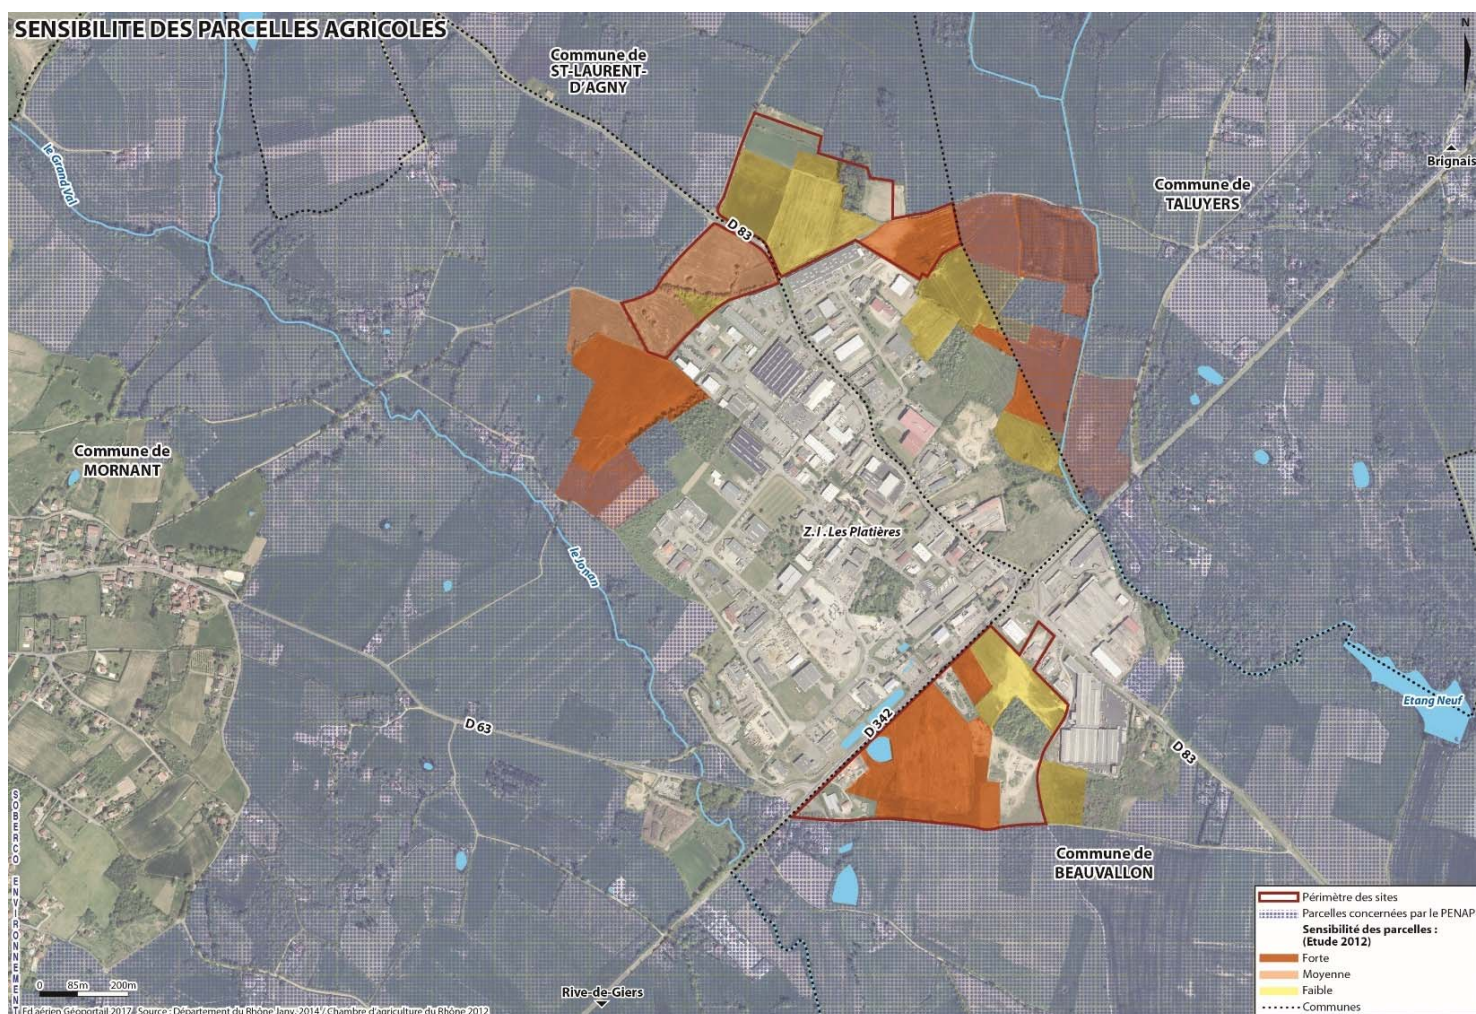 SENSIBILITE DES PARCELLES AGRICOLES
N
Commune de
ST-LAURENT-
D'AGNY
Brignais
Commune de
TALUYERS
le Grand Val
D 83
Commune de
MORNANT
Z.I . Les Platières
le Jonan
Etang Neuf
D 342
D 63
D 83
Commune de
BEAUVALLON
Rive-de-Giers
SOBERCO ENVIRONNEMENT
0 85m 200m
Fd aérien Géoportail 2017 / Source : Département du Rhône Janv. 2014 / Chambre d'agriculture du Rhône 2012
Périmètre des sites
Parcelles concernées par le PENAP
Sensibilité des parcelles :
(Etude 2012)
Forte
Moyenne
Faible
Communes